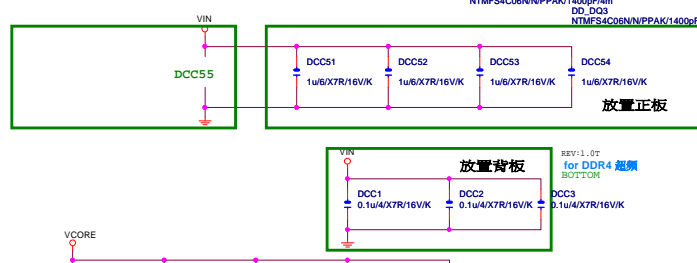 NTMFS4C06N/N/PPAK/1400pF/4m
DD_DQ3
NTMFS4C06N/N/PPAK/1400pF
VIN
DCC55
DCC51
1u/6/X7R/16V/K
DCC52
1u/6/X7R/16V/K
DCC53
1u/6/X7R/16V/K
DCC54
1u/6/X7R/16V/K
放置正板
VIN
放置背板
REV:1.0T
for DDR4 超频
BOTTOM
DCC1
0.1u/4/X7R/16V/K
DCC2
0.1u/4/X7R/16V/K
DCC3
0.1u/4/X7R/16V/K
VCORE